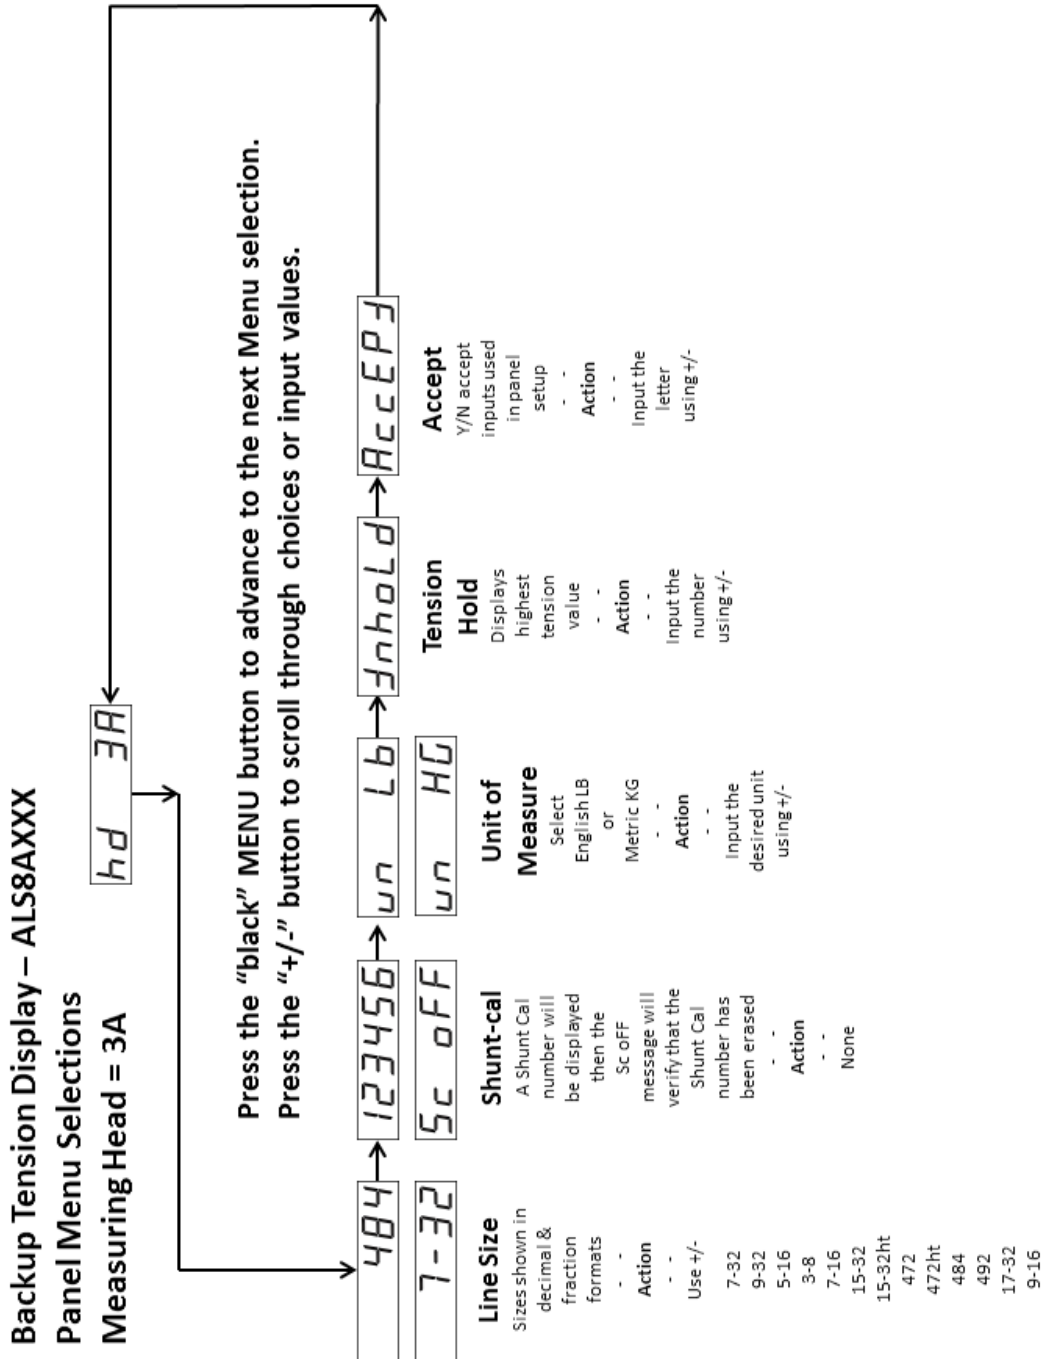 Backup Tension Display – ALS8AXXX
Panel Menu Selections
Measuring Head = 3A
hd 3A
Press the “black” MENU button to advance to the next Menu selection.
Press the “+/-” button to scroll through choices or input values.
484
7-32
Line Size
Sizes shown in
decimal &
fraction
formats
- -
Action
- -
Use +/-
7-32
9-32
5-16
3-8
7-16
15-32
15-32ht
472
472ht
484
492
17-32
9-16
123456
Sc oFF
Shunt-cal
A Shunt Cal
number will
be displayed
then the
Sc oFF
message will
verify that the
Shunt Cal
number has
been erased
- -
Action
- -
None
un Lb
un HG
Unit of
Measure
Select
English LB
or
Metric KG
- -
Action
- -
Input the
desired unit
using +/-
tnhoLd
Tension
Hold
Displays
highest
tension
value
- -
Action
- -
Input the
number
using +/-
AccEPt
Accept
Y/N accept
inputs used
in panel
setup
- -
Action
- -
Input the
letter
using +/-